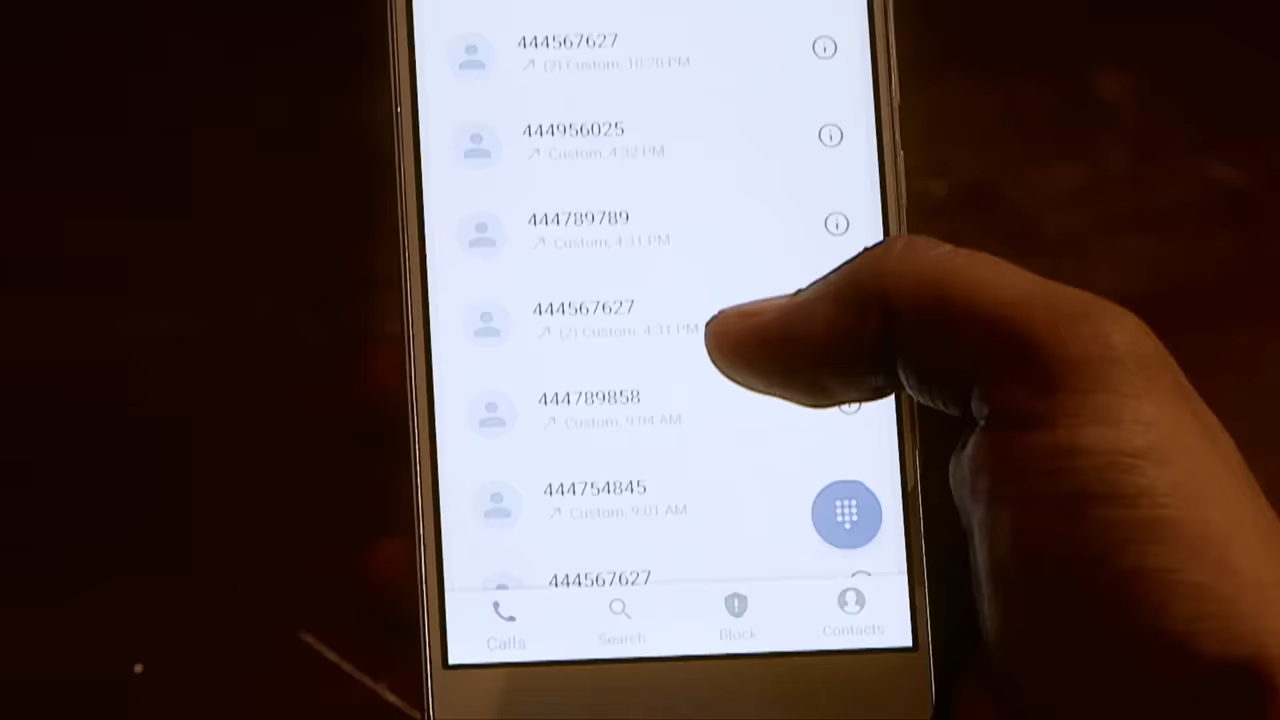 444567627
(2) Custom, 10:20 PM
444956025
Custom, 4:32 PM
444789789
Custom, 4:31 PM
444567627
(2) Custom, 4:31 PM
444789858
Custom, 9:04 AM
444754845
Custom, 9:01 AM
444567627
Calls
Search
Block
Contacts